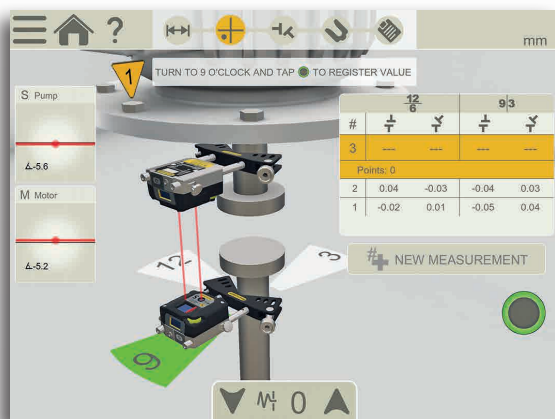 ?
mm
1
TURN TO 9 O'CLOCK AND TAP TO REGISTER VALUE
S Pump
-5.6
M Motor
-5.2
12
6
9 3
#
3 --- --- --- ---
Points: 0
2 0.04 -0.03 -0.04 0.03
1 -0.02 0.01 -0.05 0.04
# NEW MEASUREMENT
12
3
9
0